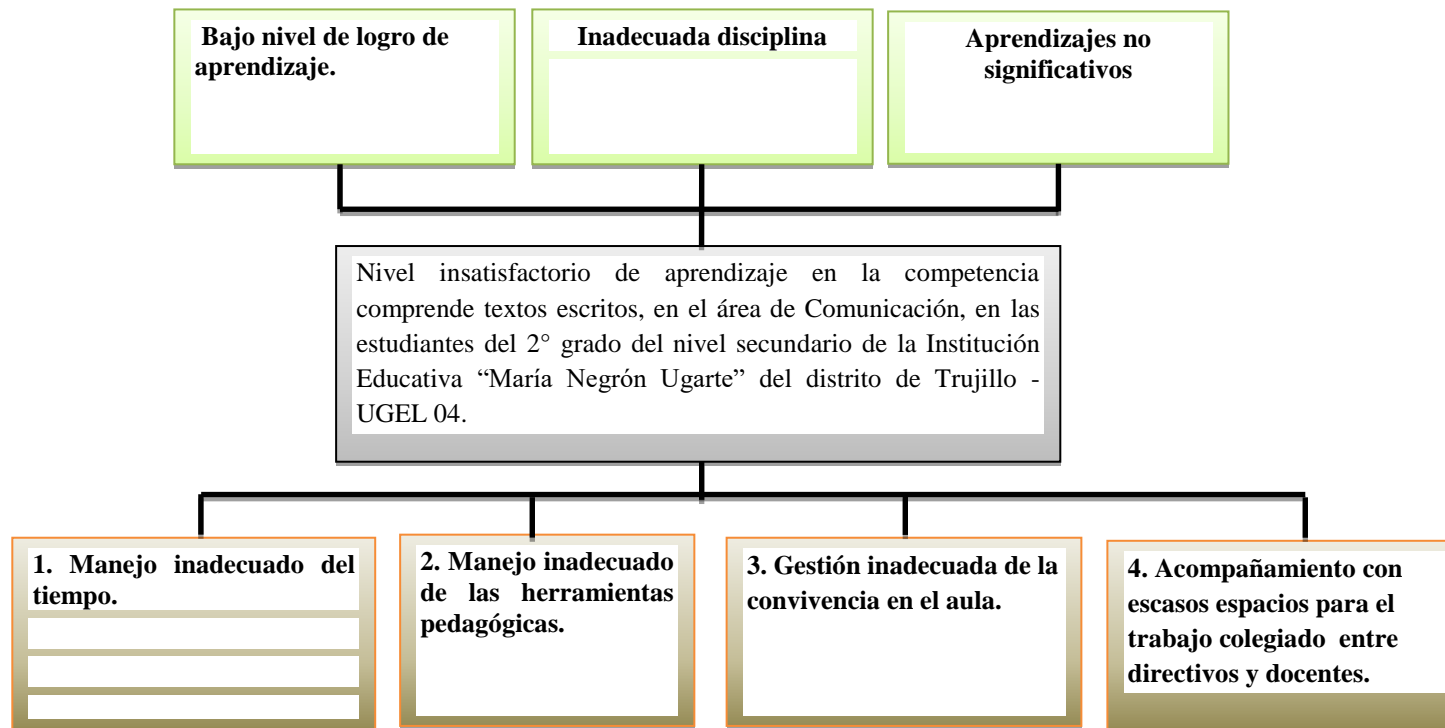 Bajo nivel de logro de
aprendizaje.
Inadecuada disciplina
Aprendizajes no
significativos
Nivel insatisfactorio de aprendizaje en la competencia
comprende textos escritos, en el área de Comunicación, en las
estudiantes del 2° grado del nivel secundario de la Institución
Educativa “María Negrón Ugarte” del distrito de Trujillo -
UGEL 04.
1. Manejo inadecuado del
tiempo.
2. Manejo inadecuado
de las herramientas
pedagógicas.
3. Gestión inadecuada de la
convivencia en el aula.
4. Acompañamiento con
escasos espacios para el
trabajo colegiado entre
directivos y docentes.